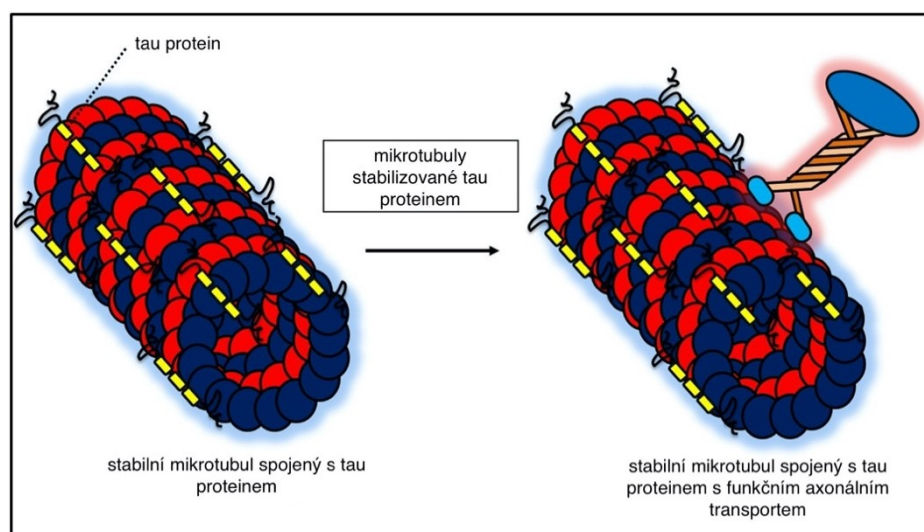 tau protein
mikrotubuly
stabilizované tau
proteinem
stabilní mikrotubul spojený s tau
proteinem
stabilní mikrotubul spojený s tau
proteinem s funkčním axonálním
transportem